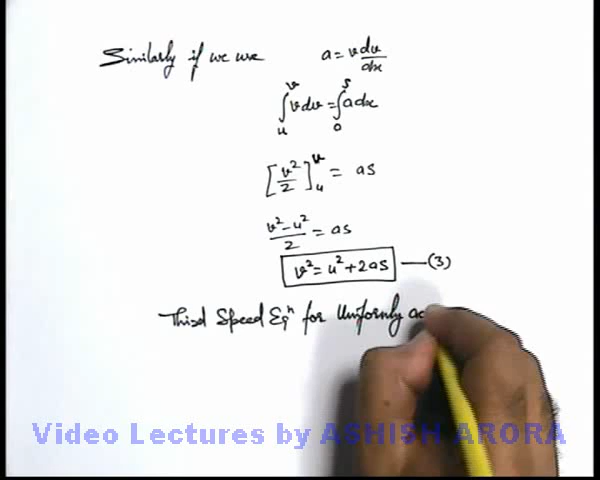 Similarly if we use a = v dv/dx
∫ᵤᵛ v dv = ∫₀ˢ a dx
[v²/2]ᵤᵛ = as
(v² - u²)/2 = as
v² = u² + 2as —(3)
Third Speed Eqⁿ for Uniformly ac
Video Lectures by ASHISH ARORA